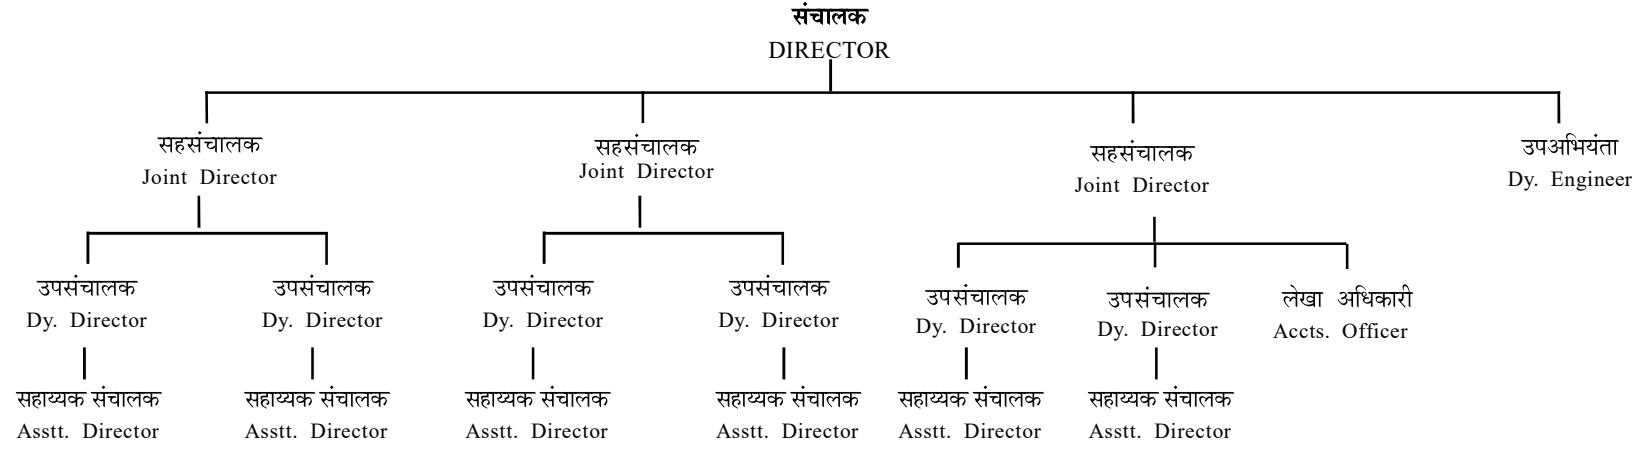 संचालक
DIRECTOR
सहसंचालक
Joint Director
सहसंचालक
Joint Director
सहसंचालक
Joint Director
उपअभियंता
Dy. Engineer
उपसंचालक
Dy. Director
उपसंचालक
Dy. Director
उपसंचालक
Dy. Director
उपसंचालक
Dy. Director
उपसंचालक
Dy. Director
उपसंचालक
Dy. Director
लेखा अधिकारी
Accts. Officer
सहाय्यक संचालक
Asstt. Director
सहाय्यक संचालक
Asstt. Director
सहाय्यक संचालक
Asstt. Director
सहाय्यक संचालक
Asstt. Director
सहाय्यक संचालक
Asstt. Director
सहाय्यक संचालक
Asstt. Director